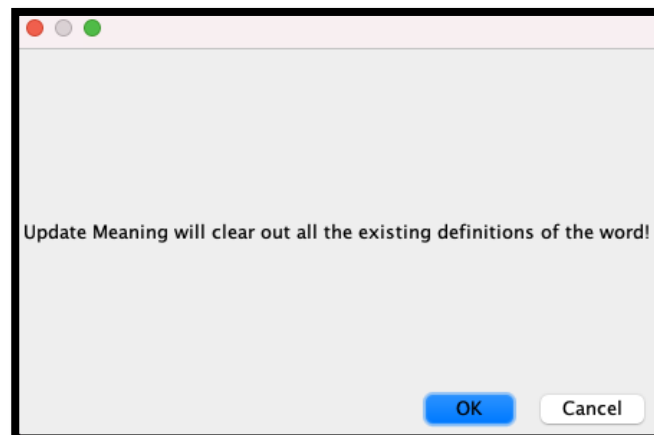 Update Meaning will clear out all the existing definitions of the word!
OK Cancel